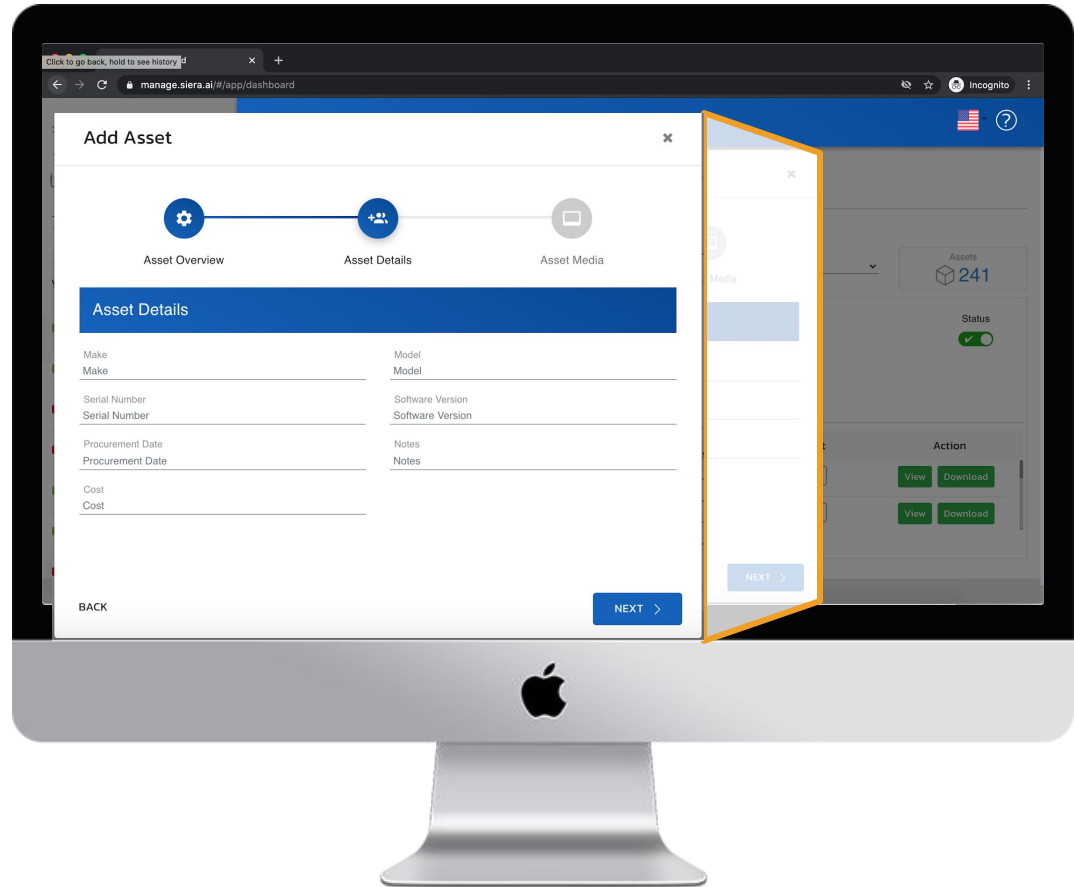 Click to go back, hold to see history d
manage.siera.ai/#/app/dashboard
Incognito
Add Asset
Asset Overview
Asset Details
Asset Media
Media
Assets
241
Asset Details
Status
Make
Make
Model
Model
Serial Number
Serial Number
Software Version
Software Version
Procurement Date
Procurement Date
Notes
Notes
Cost
Cost
t
Action
View
Download
View
Download
NEXT
BACK
NEXT